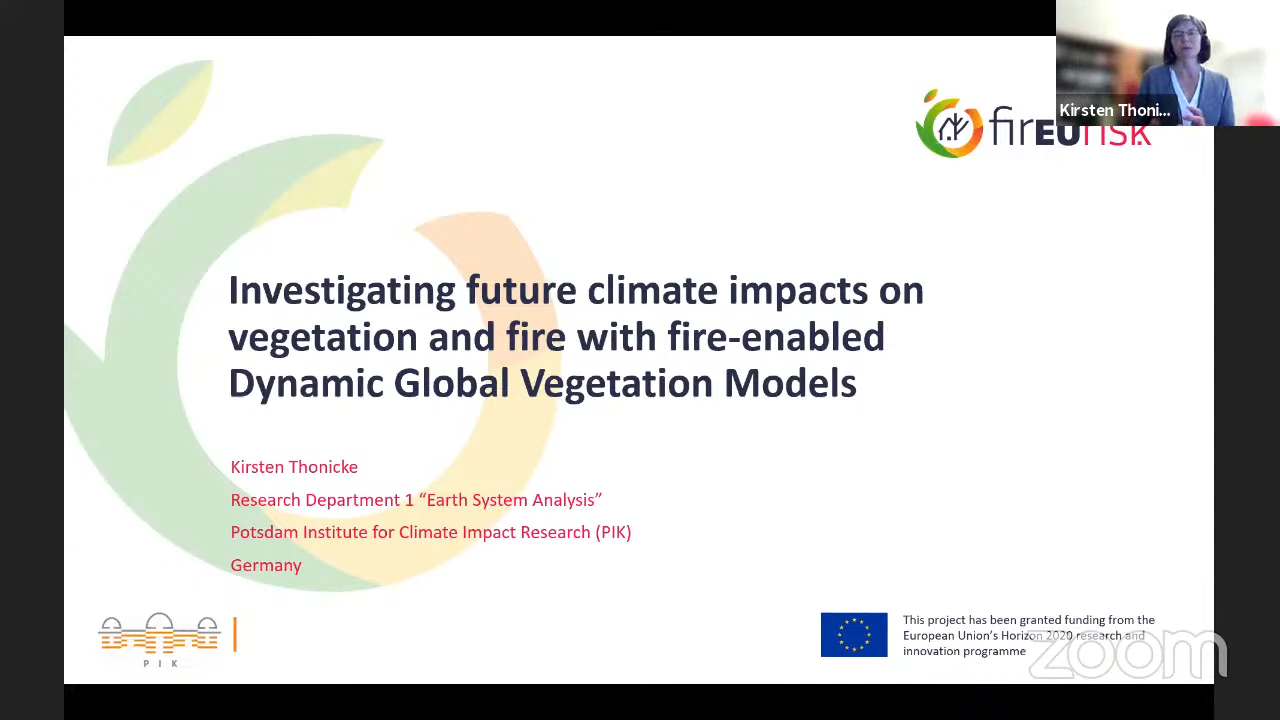 Kirsten Thoni...
firEUrisk
Investigating future climate impacts on
vegetation and fire with fire-enabled
Dynamic Global Vegetation Models
Kirsten Thonicke
Research Department 1 “Earth System Analysis”
Potsdam Institute for Climate Impact Research (PIK)
Germany
PIK
This project has been granted funding from the
European Union’s Horizon 2020 research and
innovation programme
zoom